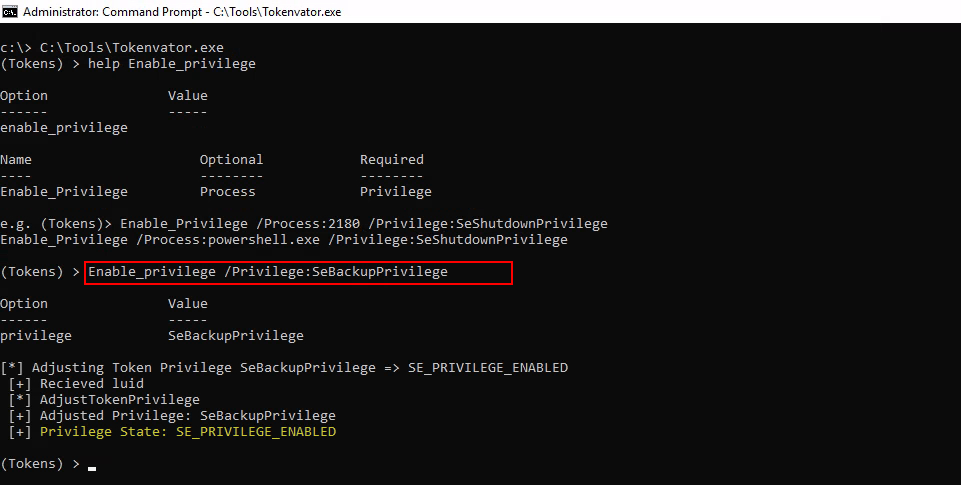 Administrator: Command Prompt - C:\Tools\Tokenvator.exe
c:\> C:\Tools\Tokenvator.exe
(Tokens) > help Enable_privilege
Option Value
------ -----
enable_privilege
Name Optional Required
---- -------- --------
Enable_Privilege Process Privilege
e.g. (Tokens)> Enable_Privilege /Process:2180 /Privilege:SeShutdownPrivilege
Enable_Privilege /Process:powershell.exe /Privilege:SeShutdownPrivilege
(Tokens) > Enable_privilege /Privilege:SeBackupPrivilege
Option Value
------ -----
privilege SeBackupPrivilege
[*] Adjusting Token Privilege SeBackupPrivilege => SE_PRIVILEGE_ENABLED
[+] Recieved luid
[*] AdjustTokenPrivilege
[+] Adjusted Privilege: SeBackupPrivilege
[+] Privilege State: SE_PRIVILEGE_ENABLED
(Tokens) >